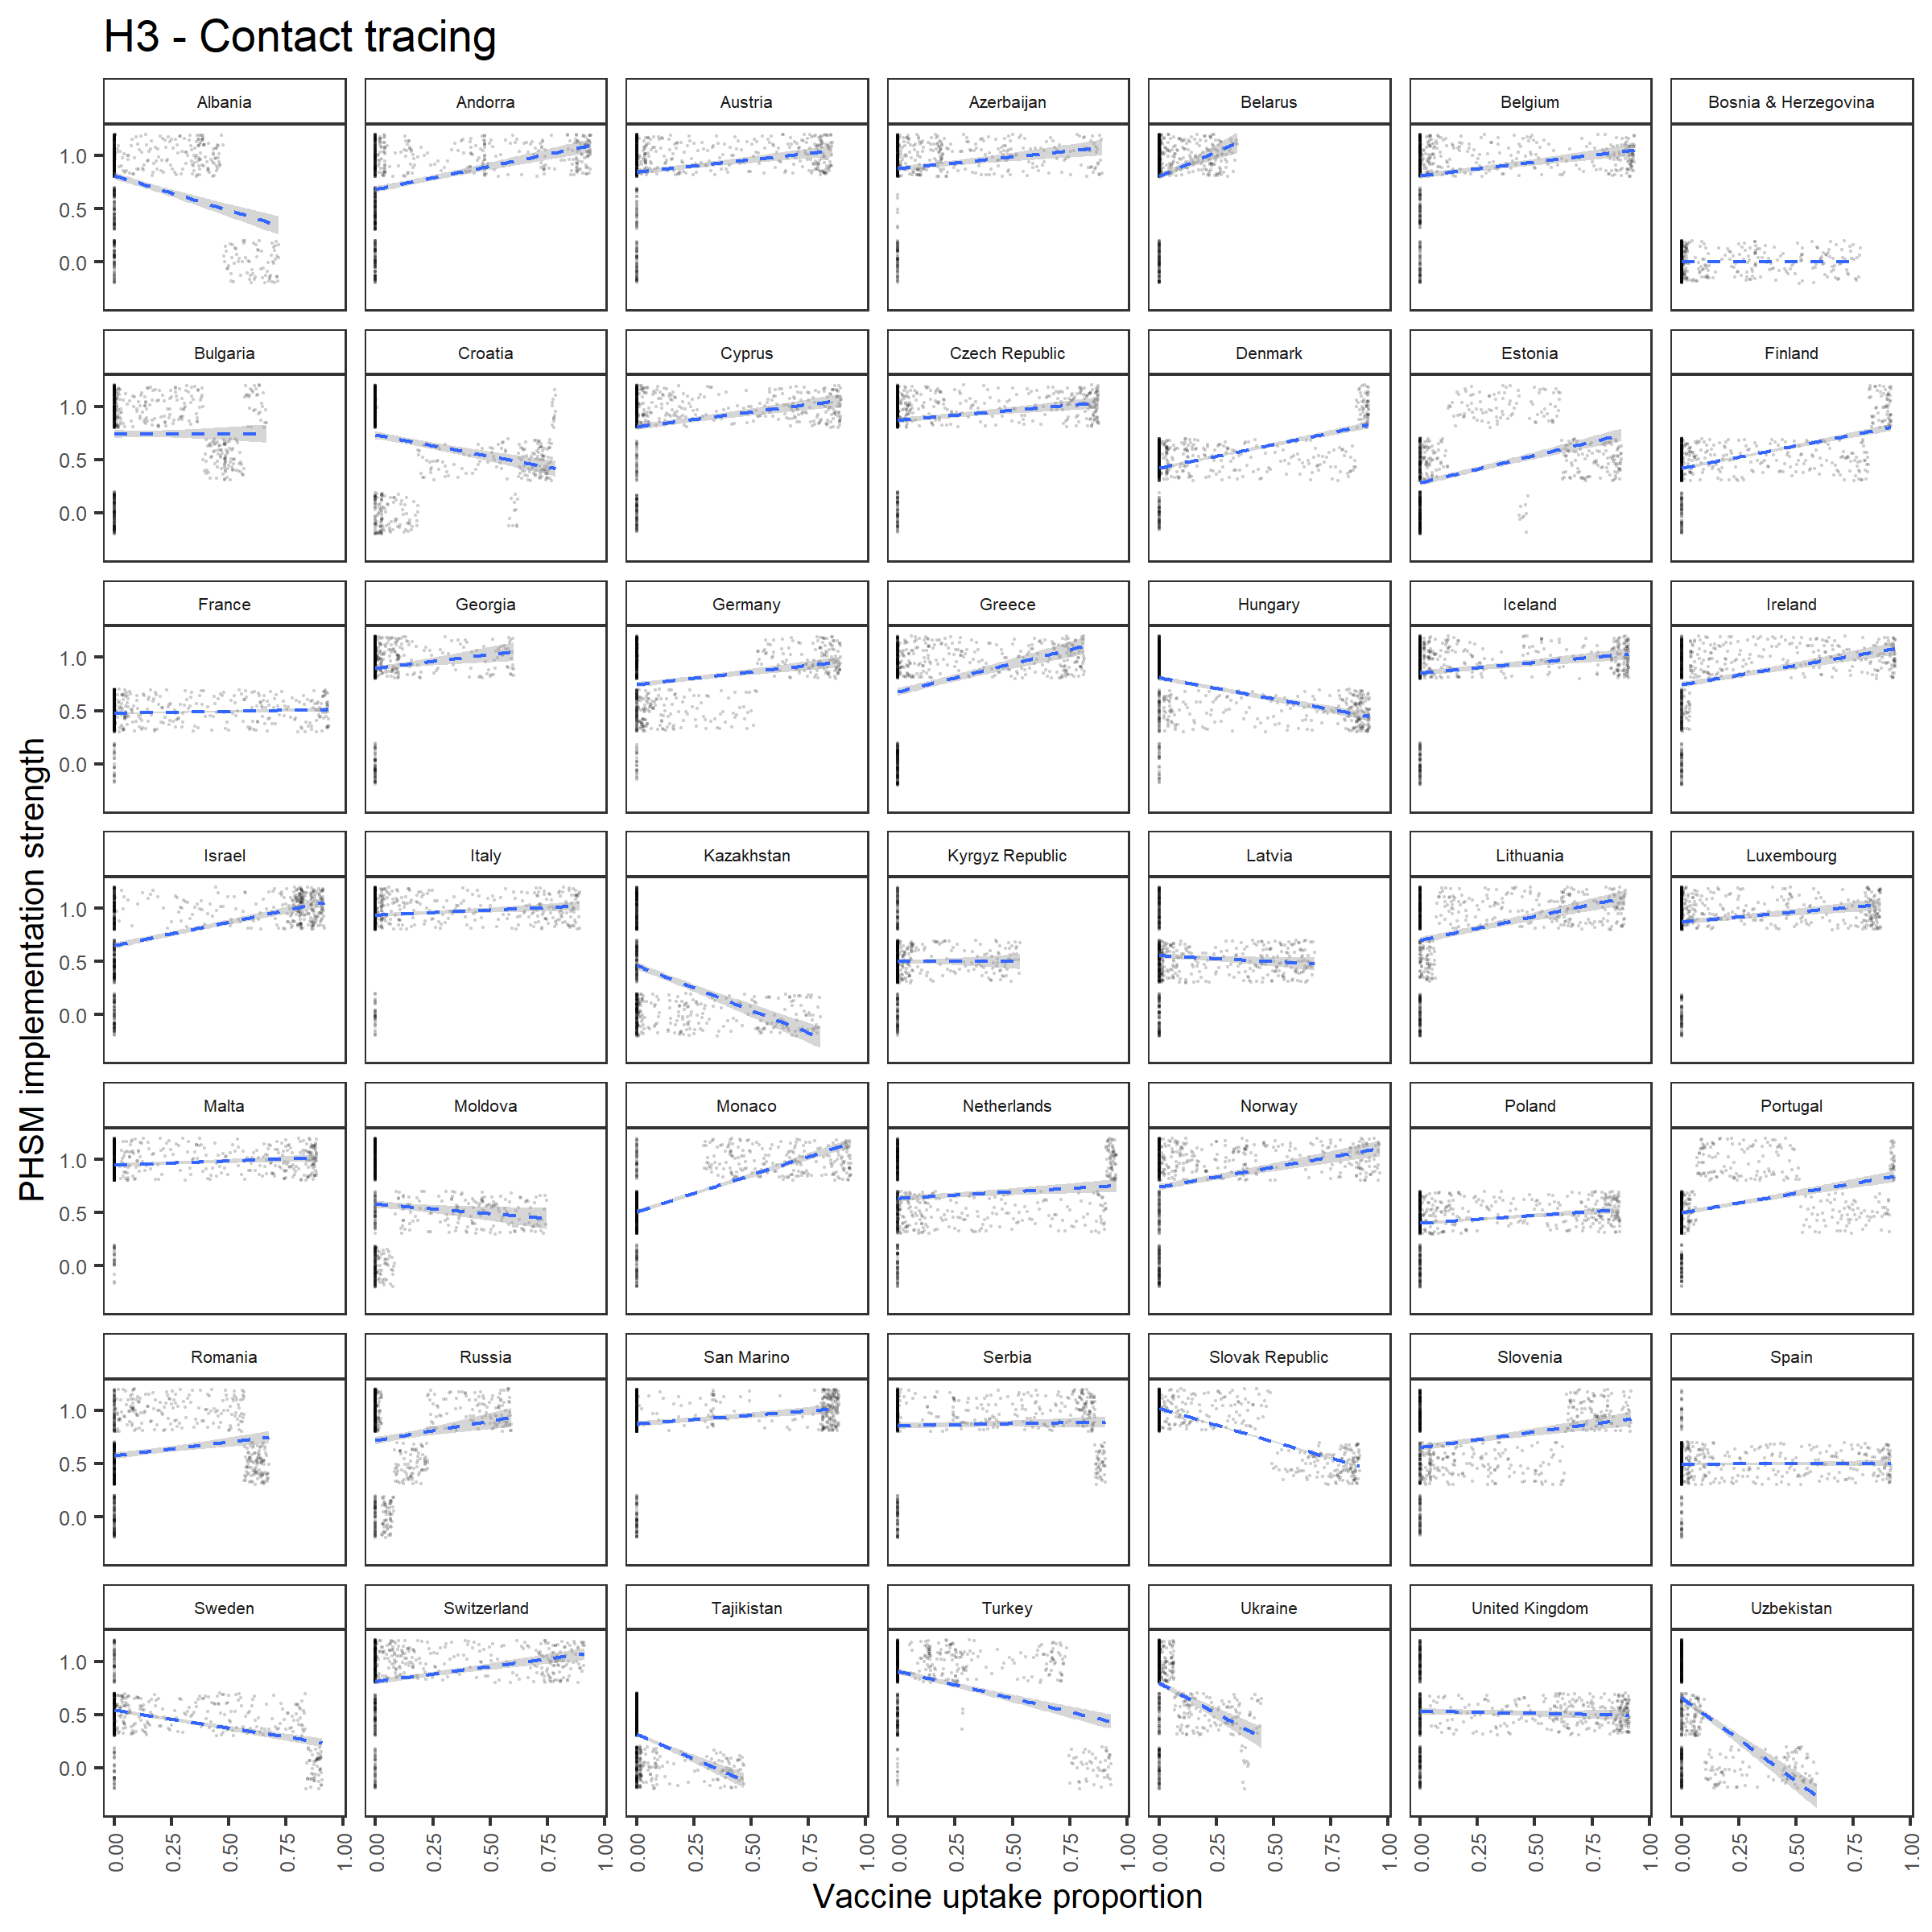 H3 - Contact tracing
Albania Andorra Austria Azerbaijan Belarus Belgium Bosnia & Herzegovina
1.0
0.5
0.0
Bulgaria Croatia Cyprus Czech Republic Denmark Estonia Finland
1.0
0.5
0.0
France Georgia Germany Greece Hungary Iceland Ireland
1.0
0.5
0.0
Israel Italy Kazakhstan Kyrgyz Republic Latvia Lithuania Luxembourg
1.0
0.5
0.0
Malta Moldova Monaco Netherlands Norway Poland Portugal
1.0
0.5
0.0
Romania Russia San Marino Serbia Slovak Republic Slovenia Spain
1.0
0.5
0.0
Sweden Switzerland Tajikistan Turkey Ukraine United Kingdom Uzbekistan
1.0
0.5
0.0
0.00 0.25 0.50 0.75 1.00 0.00 0.25 0.50 0.75 1.00 0.00 0.25 0.50 0.75 1.00 0.00 0.25 0.50 0.75 1.00 0.00 0.25 0.50 0.75 1.00 0.00 0.25 0.50 0.75 1.00 0.00 0.25 0.50 0.75 1.00
Vaccine uptake proportion
PHSM implementation strength